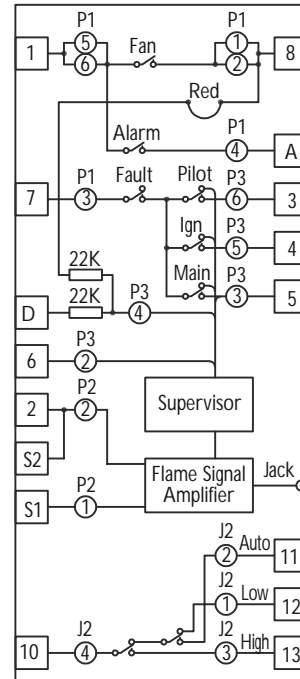 P1 P1
5 Fan 1
1 6 2 8
Red
Alarm P1
4 A
P1 Fault Pilot P3
7 3 6 3
Ign P3
5 4
22K Main P3
3 5
22K P3
D 4
P3
6 2
P2
2 2 Supervisor
S2
Flame Signal Jack
Amplifier
P2
S1 1
J2 Auto
2 11
J2 Low
1 12
J2 J2 High
10 4 3 13